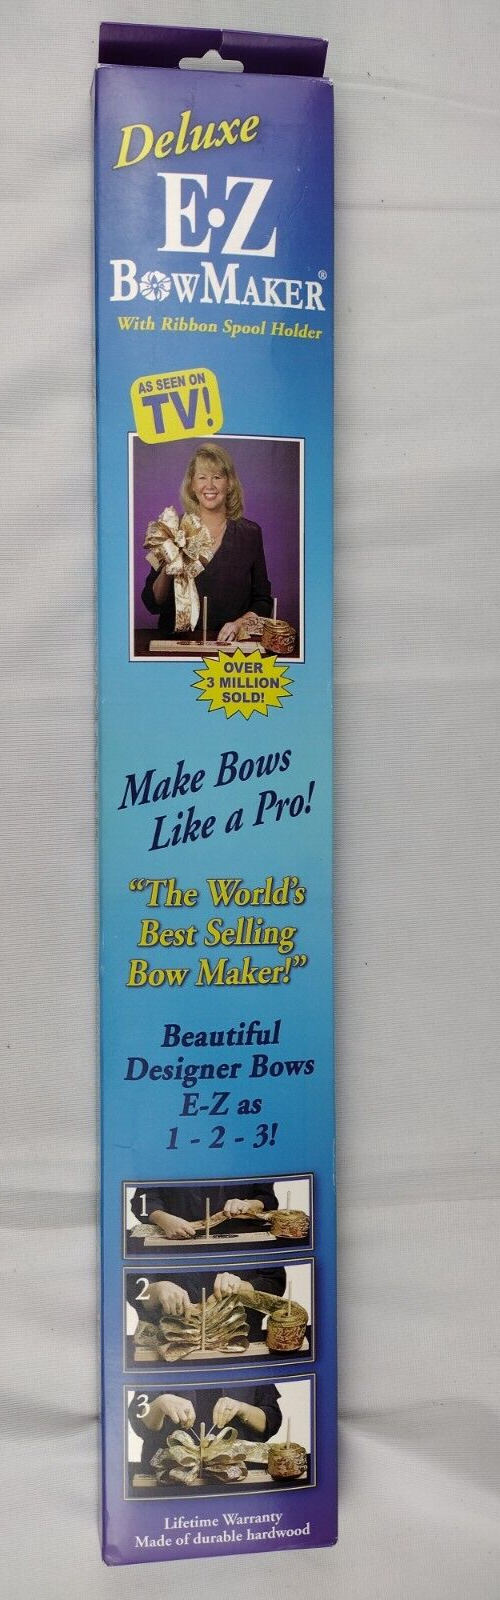 Deluxe
E·Z
BOWMAKER®
With Ribbon Spool Holder
AS SEEN ON
TV!
OVER
3 MILLION
SOLD!
Make Bows
Like a Pro!
"The World's
Best Selling
Bow Maker!"
Beautiful
Designer Bows
E-Z as
1 - 2 - 3!
1
2
3
Lifetime Warranty
Made of durable hardwood